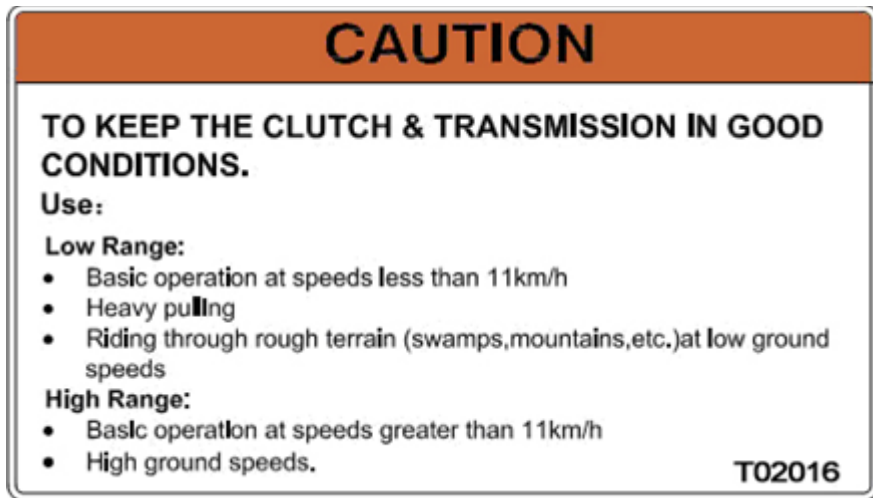 CAUTION
TO KEEP THE CLUTCH & TRANSMISSION IN GOOD
CONDITIONS.
Use:
Low Range:
• Basic operation at speeds less than 11km/h
• Heavy pulling
• Riding through rough terrain (swamps,mountains,etc.)at low ground
speeds
High Range:
• Basic operation at speeds greater than 11km/h
• High ground speeds.
T02016